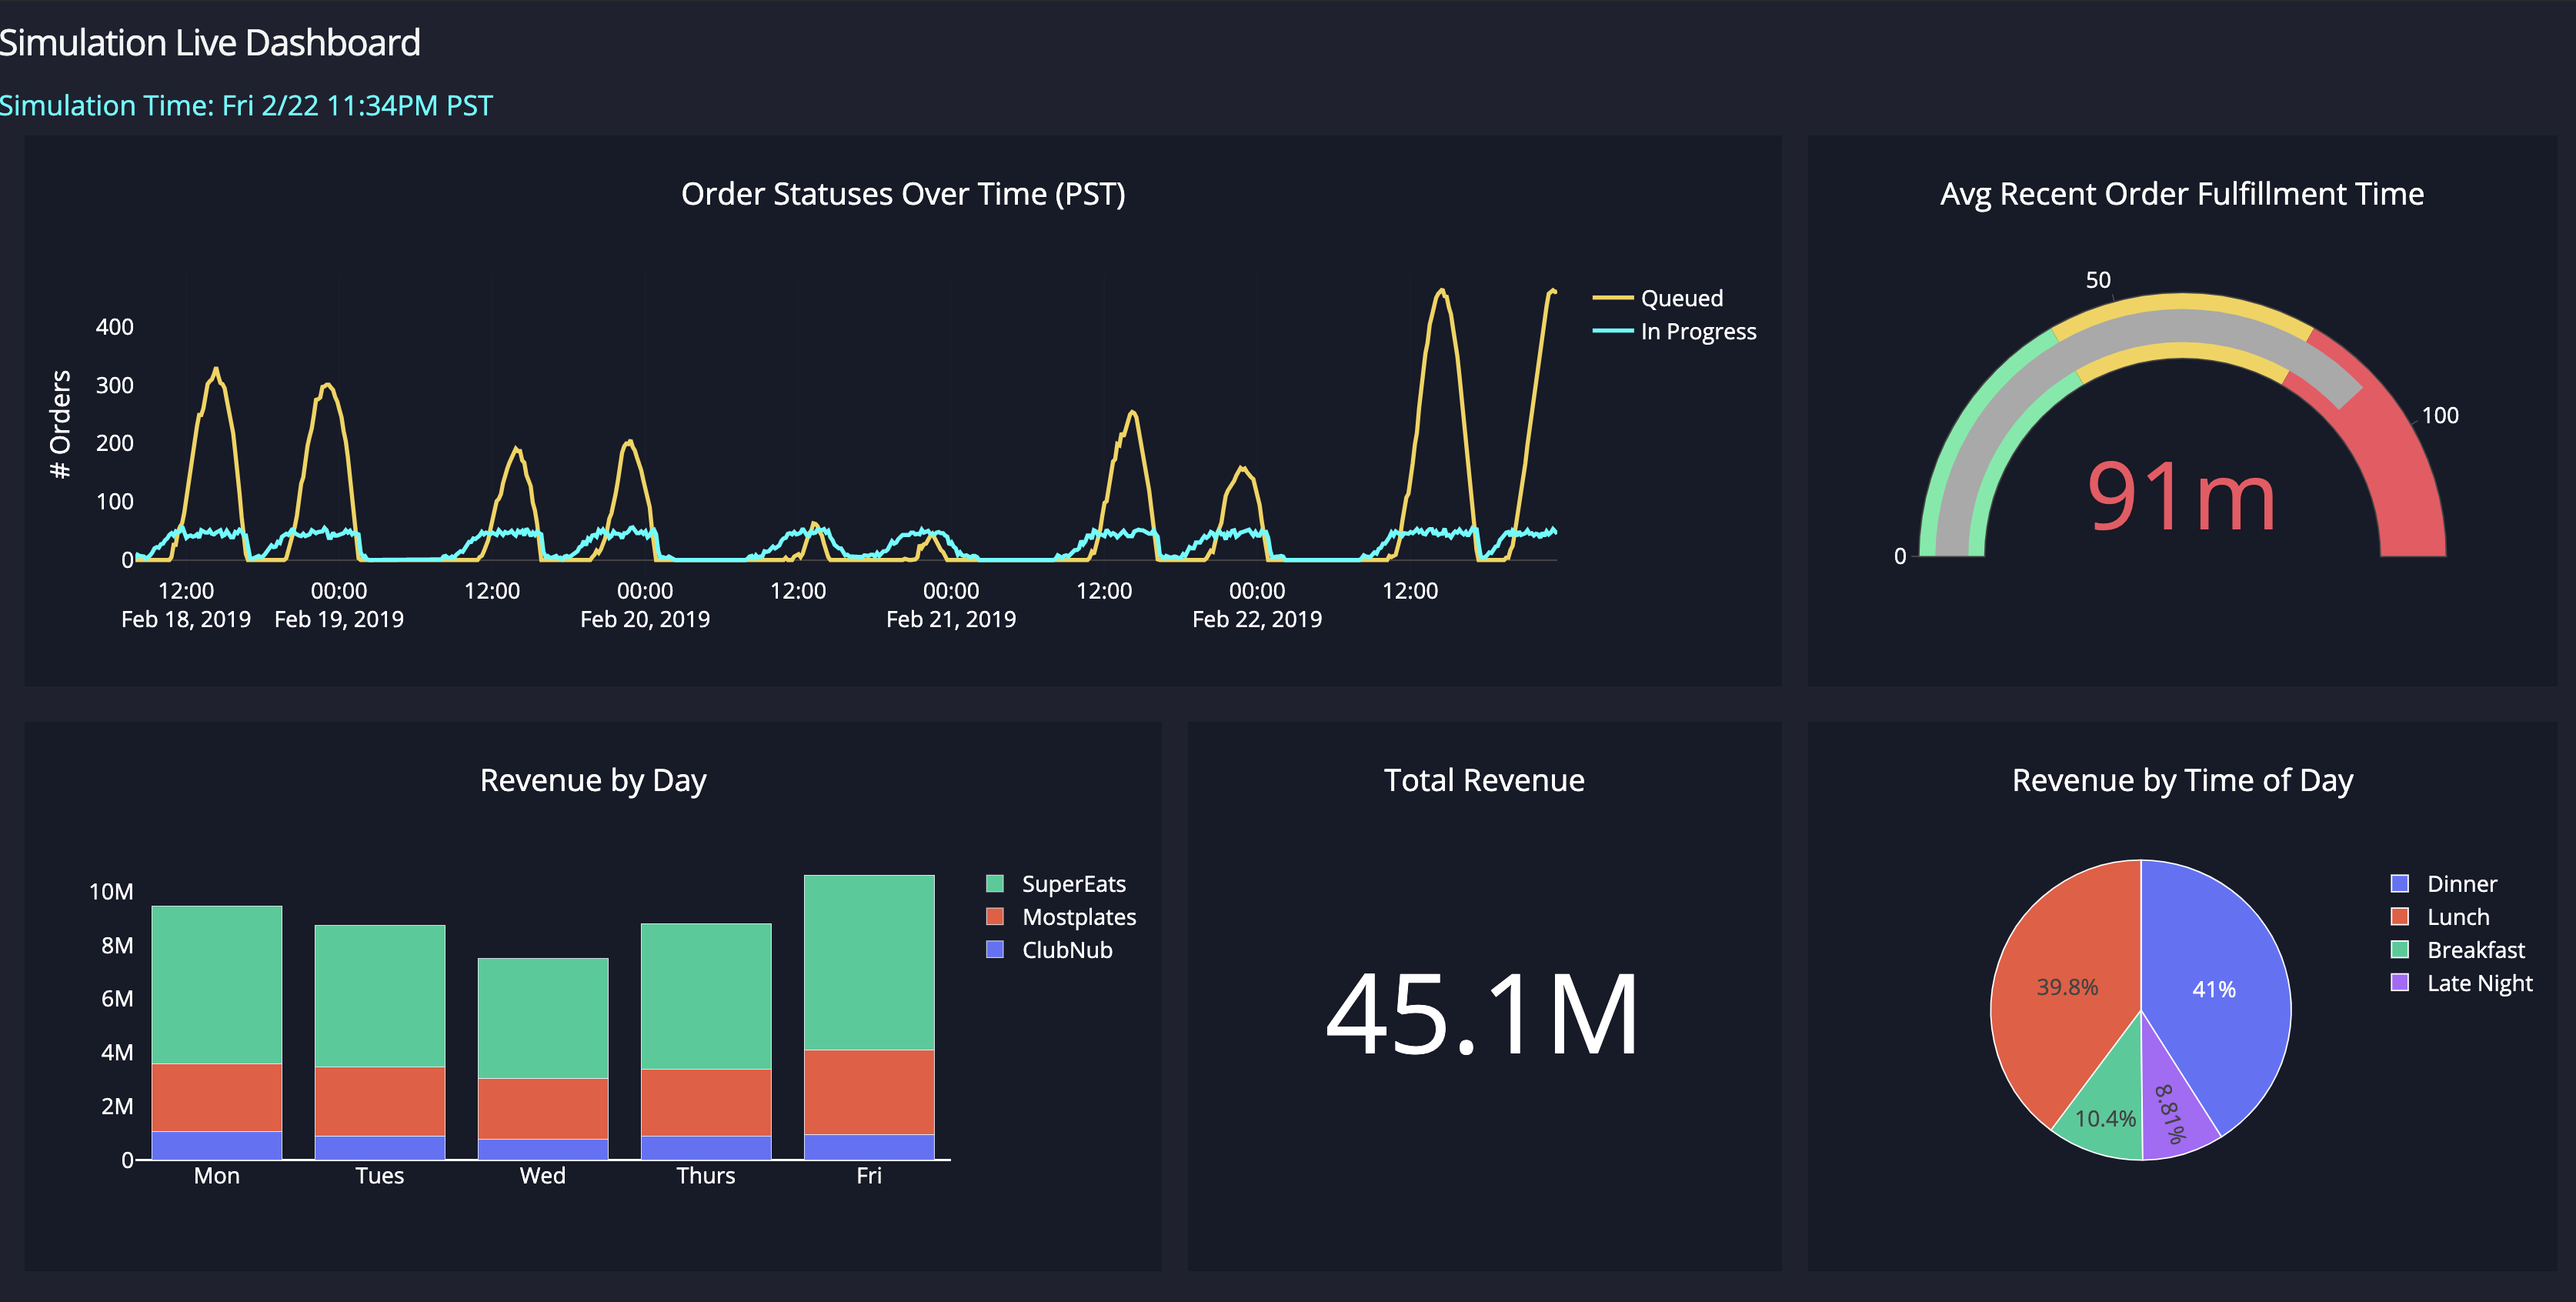 Simulation Live Dashboard
Simulation Time: Fri 2/22 11:34PM PST
Order Statuses Over Time (PST)
# Orders
400
300
200
100
0
12:00
Feb 18, 2019
00:00
Feb 19, 2019
12:00
00:00
Feb 20, 2019
12:00
00:00
Feb 21, 2019
12:00
00:00
Feb 22, 2019
12:00
Queued
In Progress
Avg Recent Order Fulfillment Time
0
50
100
91m
Revenue by Day
10M
8M
6M
4M
2M
0
Mon
Tues
Wed
Thurs
Fri
SuperEats
Mostplates
ClubNub
Total Revenue
45.1M
Revenue by Time of Day
39.8%
41%
10.4%
8.81%
Dinner
Lunch
Breakfast
Late Night